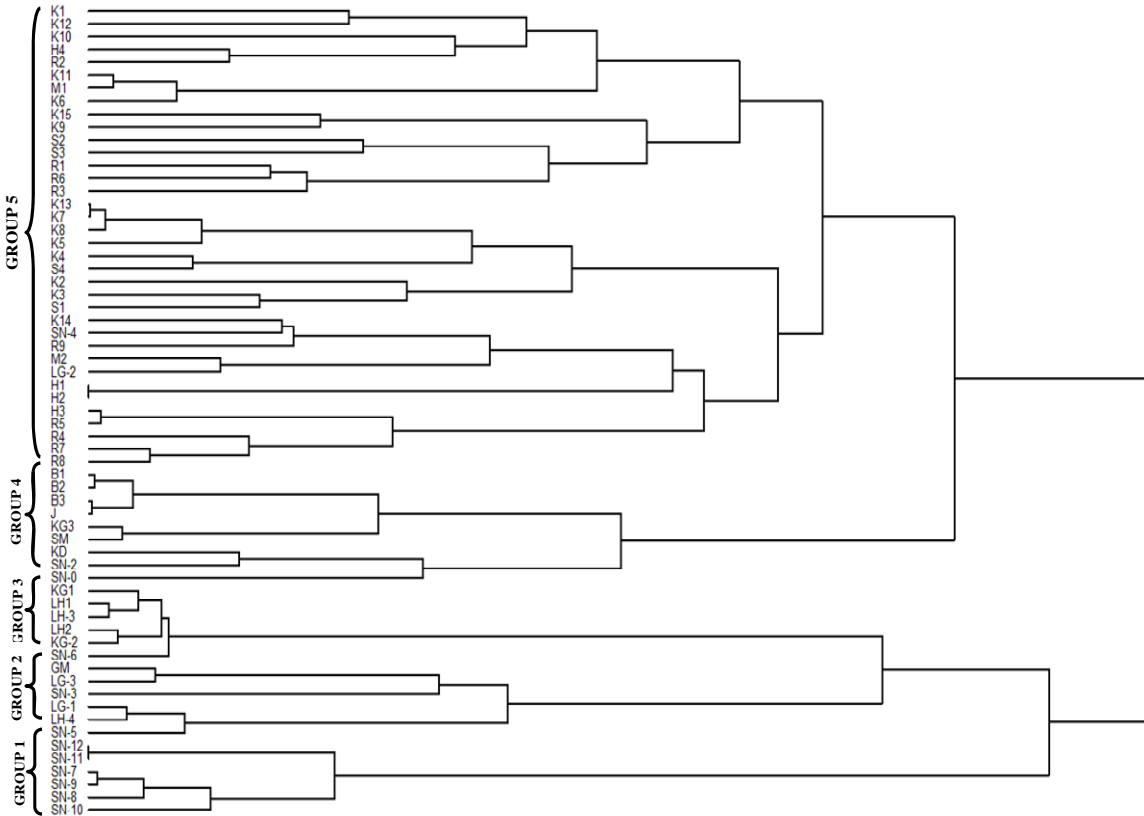 K1
K12
K10
H4
R2
K11
M1
K6
K15
K9
S2
S3
R1
R6
R3
K13
K7
K8
K5
K4
S4
K2
K3
S1
K14
SN-4
R9
M2
LG-2
H1
H2
H3
R5
R4
R7
R8
B1
B2
B3
J
KG3
SM
KD
SN-2
SN-0
KG1
LH1
LH-3
LH2
KG-2
SN-6
GM
LG-3
SN-3
LG-1
LH-4
SN-5
SN-12
SN-11
SN-7
SN-9
SN-8
SN 10
GROUP 5
GROUP 4
GROUP 3
GROUP 2
GROUP 1